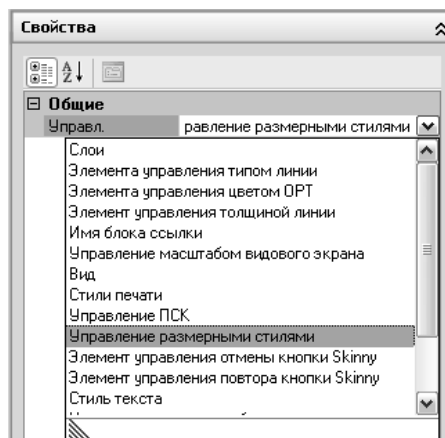 Свойства
Общие
Управл. равление размерными стилями
Слои
Элемента управления типом линии
Элемента управления цветом ОРТ
Элемент управления толщиной линии
Имя блока ссылки
Управление масштабом видового экрана
Вид
Стили печати
Управление ПСК
Управление размерными стилями
Элемент управления отмены кнопки Skinny
Элемент управления повтора кнопки Skinny
Стиль текста